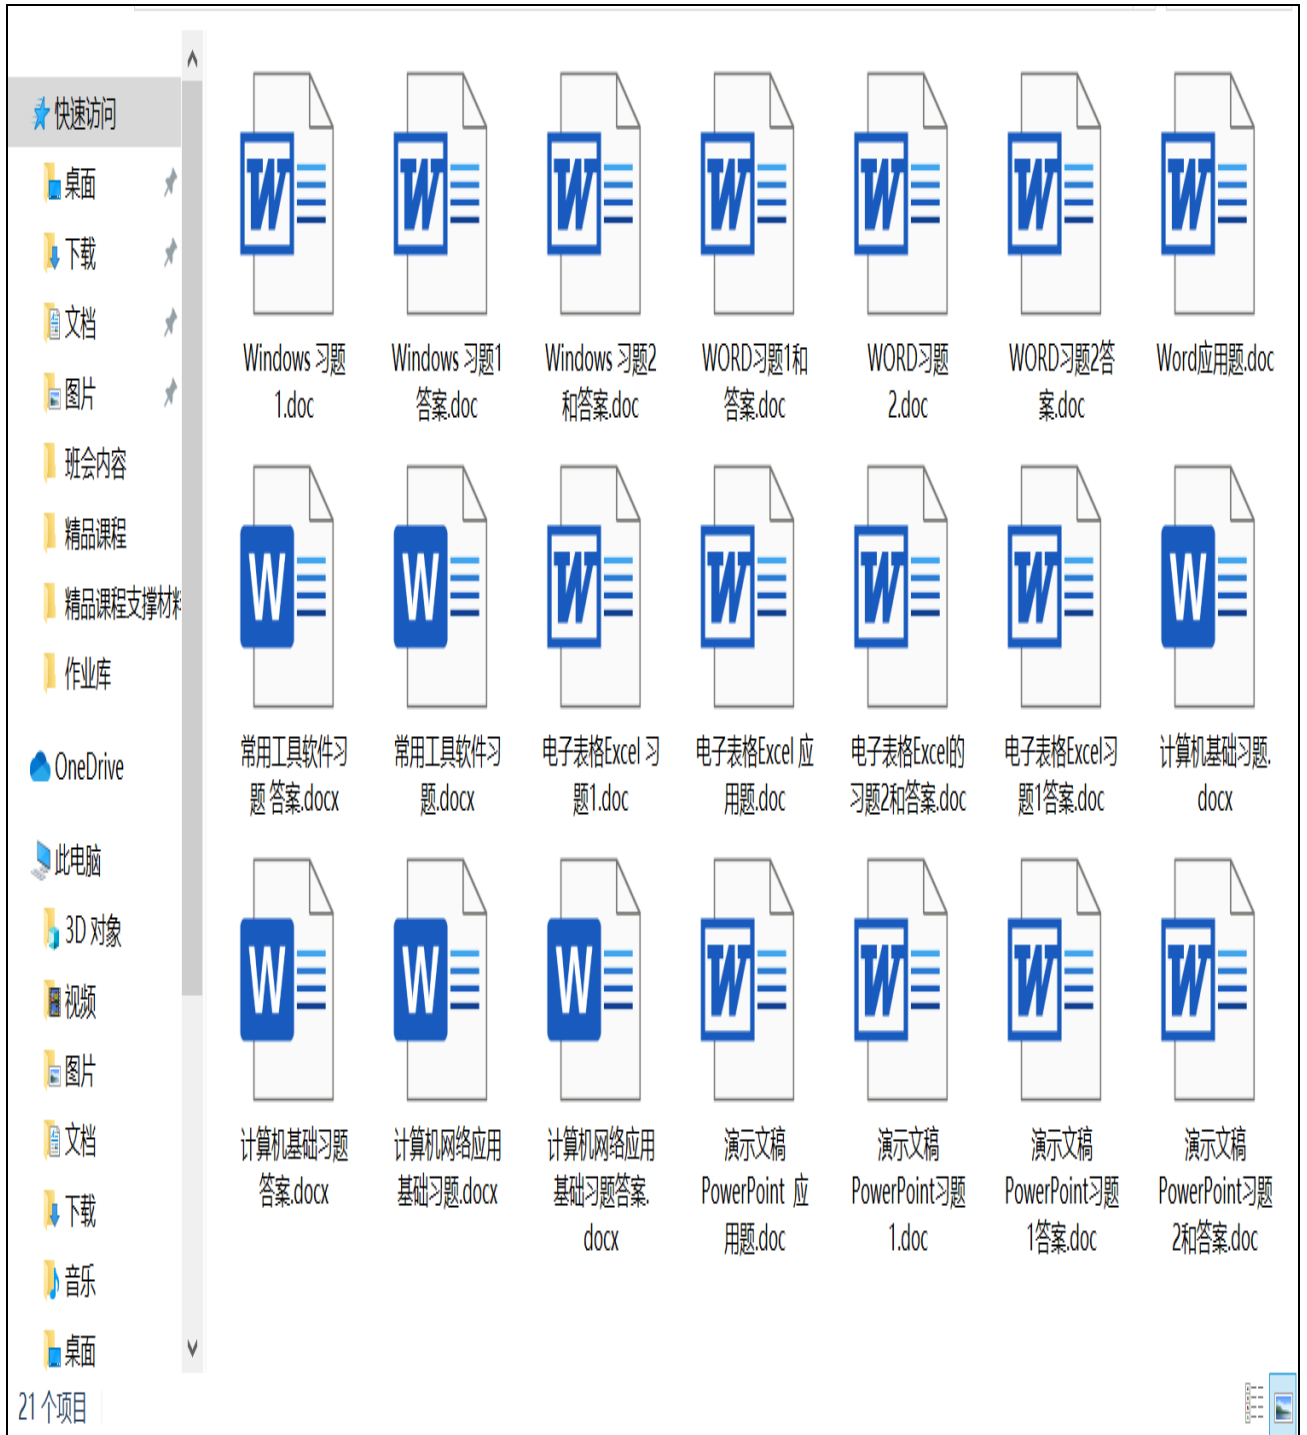 快速访问
桌面
下载
文档
图片
班会内容
精品课程
精品课程支撑材料
作业库
OneDrive
此电脑
3D 对象
视频
图片
文档
下载
音乐
桌面
21 个项目
Windows 习题
1.doc
Windows 习题1
答案.doc
Windows 习题2
和答案.doc
WORD习题1和
答案.doc
WORD习题
2.doc
WORD习题2答
案.doc
Word应用题.doc
常用工具软件习
题 答案.docx
常用工具软件习
题.docx
电子表格Excel 习
题1.doc
电子表格Excel 应
用题.doc
电子表格Excel的
习题2和答案.doc
电子表格Excel习
题1答案.doc
计算机基础习题.
docx
计算机基础习题
答案.docx
计算机网络应用
基础习题.docx
计算机网络应用
基础习题答案.
docx
演示文稿
PowerPoint 应
用题.doc
演示文稿
PowerPoint习题
1.doc
演示文稿
PowerPoint习题
1答案.doc
演示文稿
PowerPoint习题
2和答案.doc